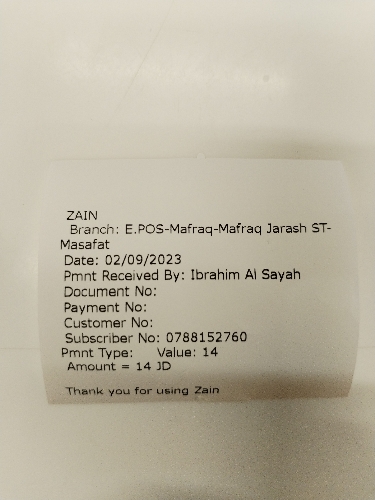 ZAIN
Branch: E.POS-Mafraq-Mafraq Jarash ST-
Masafat
Date: 02/09/2023
Pmnt Received By: Ibrahim Al Sayah
Document No:
Payment No:
Customer No:
Subscriber No: 0788152760
Pmnt Type: Value: 14
Amount = 14 JD
Thank you for using Zain